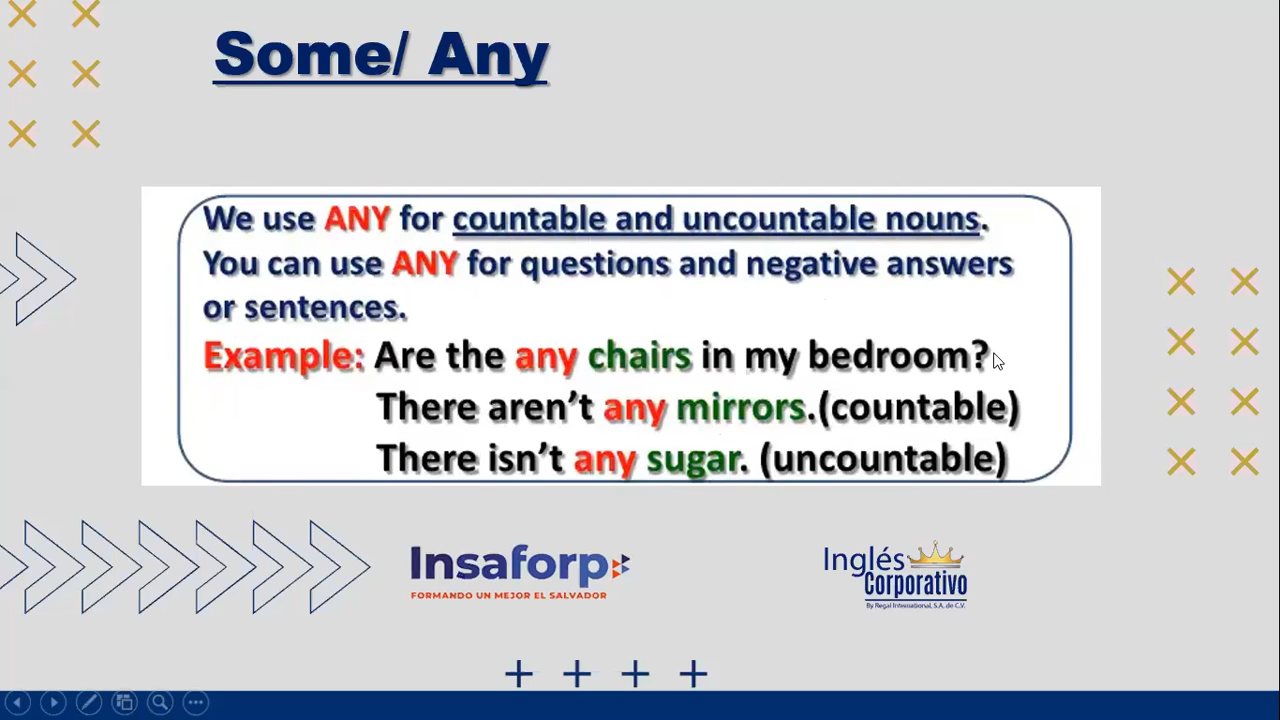 Some/ Any
We use ANY for countable and uncountable nouns.
You can use ANY for questions and negative answers
or sentences.
Example: Are the any chairs in my bedroom?
There aren't any mirrors.(countable)
There isn't any sugar. (uncountable)
Insaforp
FORMANDO UN MEJOR EL SALVADOR
Inglés
Corporativo
By Regal International, S.A. de C.V.